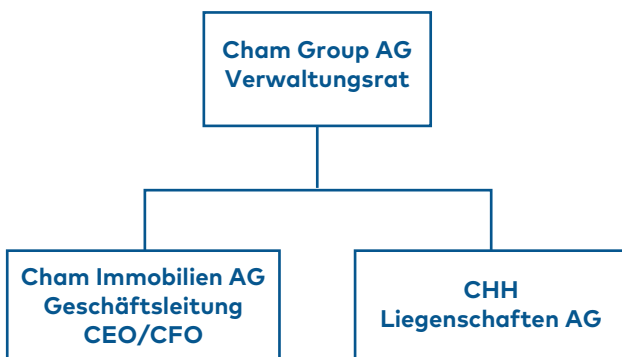 Cham Group AG
Verwaltungsrat
Cham Immobilien AG
Geschäftsleitung
CEO/CFO
CHH
Liegenschaften AG